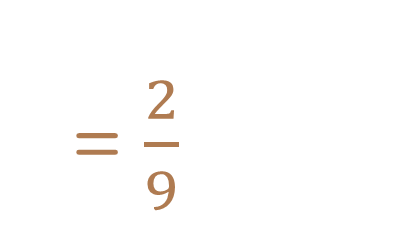 = 2/9